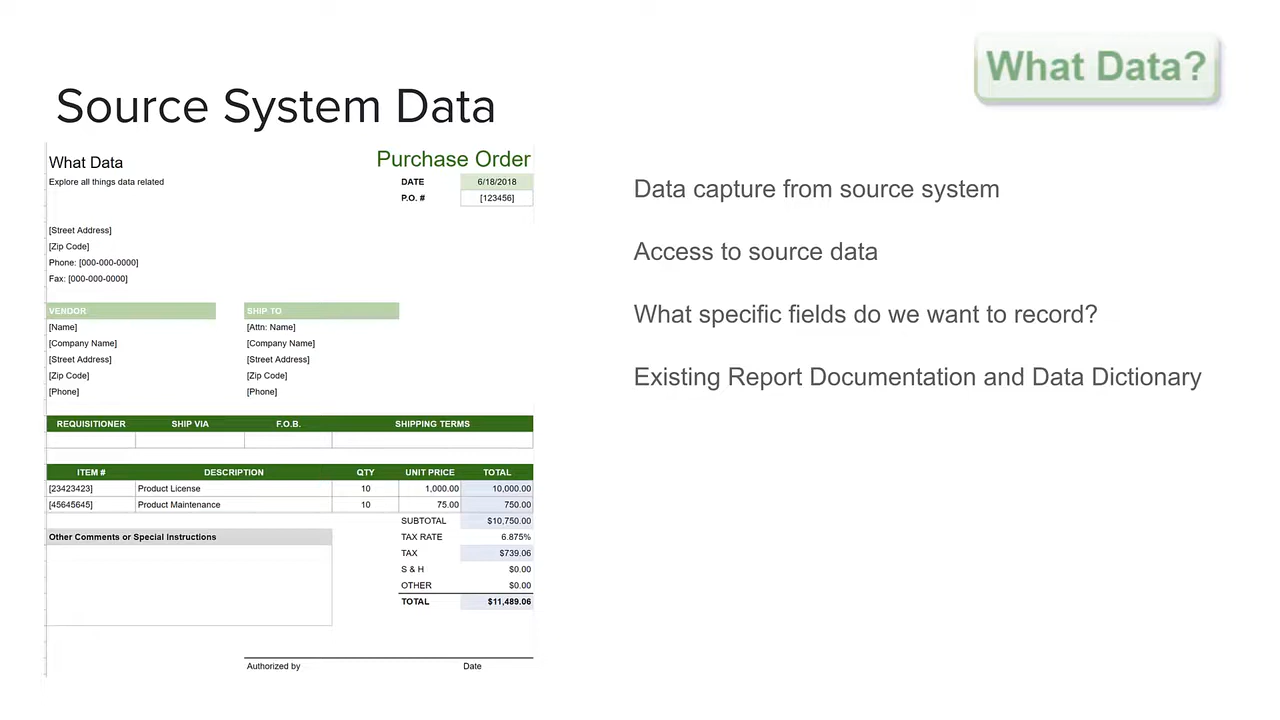 What Data?
Source System Data
What Data Purchase Order
Explore all things data related DATE 6/18/2018
P.O. # [123456]
[Street Address]
[Zip Code]
Phone: [000-000-0000]
Fax: [000-000-0000]
VENDOR SHIP TO
[Name] [Attn: Name]
[Company Name] [Company Name]
[Street Address] [Street Address]
[Zip Code] [Zip Code]
[Phone] [Phone]
REQUISITIONER SHIP VIA F.O.B. SHIPPING TERMS
ITEM # DESCRIPTION QTY UNIT PRICE TOTAL
[23423423] Product License 10 1,000.00 10,000.00
[45645645] Product Maintenance 10 75.00 750.00
SUBTOTAL $10,750.00
Other Comments or Special Instructions TAX RATE 6.875%
TAX $739.06
S & H $0.00
OTHER $0.00
TOTAL $11,489.06
Authorized by Date
Data capture from source system
Access to source data
What specific fields do we want to record?
Existing Report Documentation and Data Dictionary